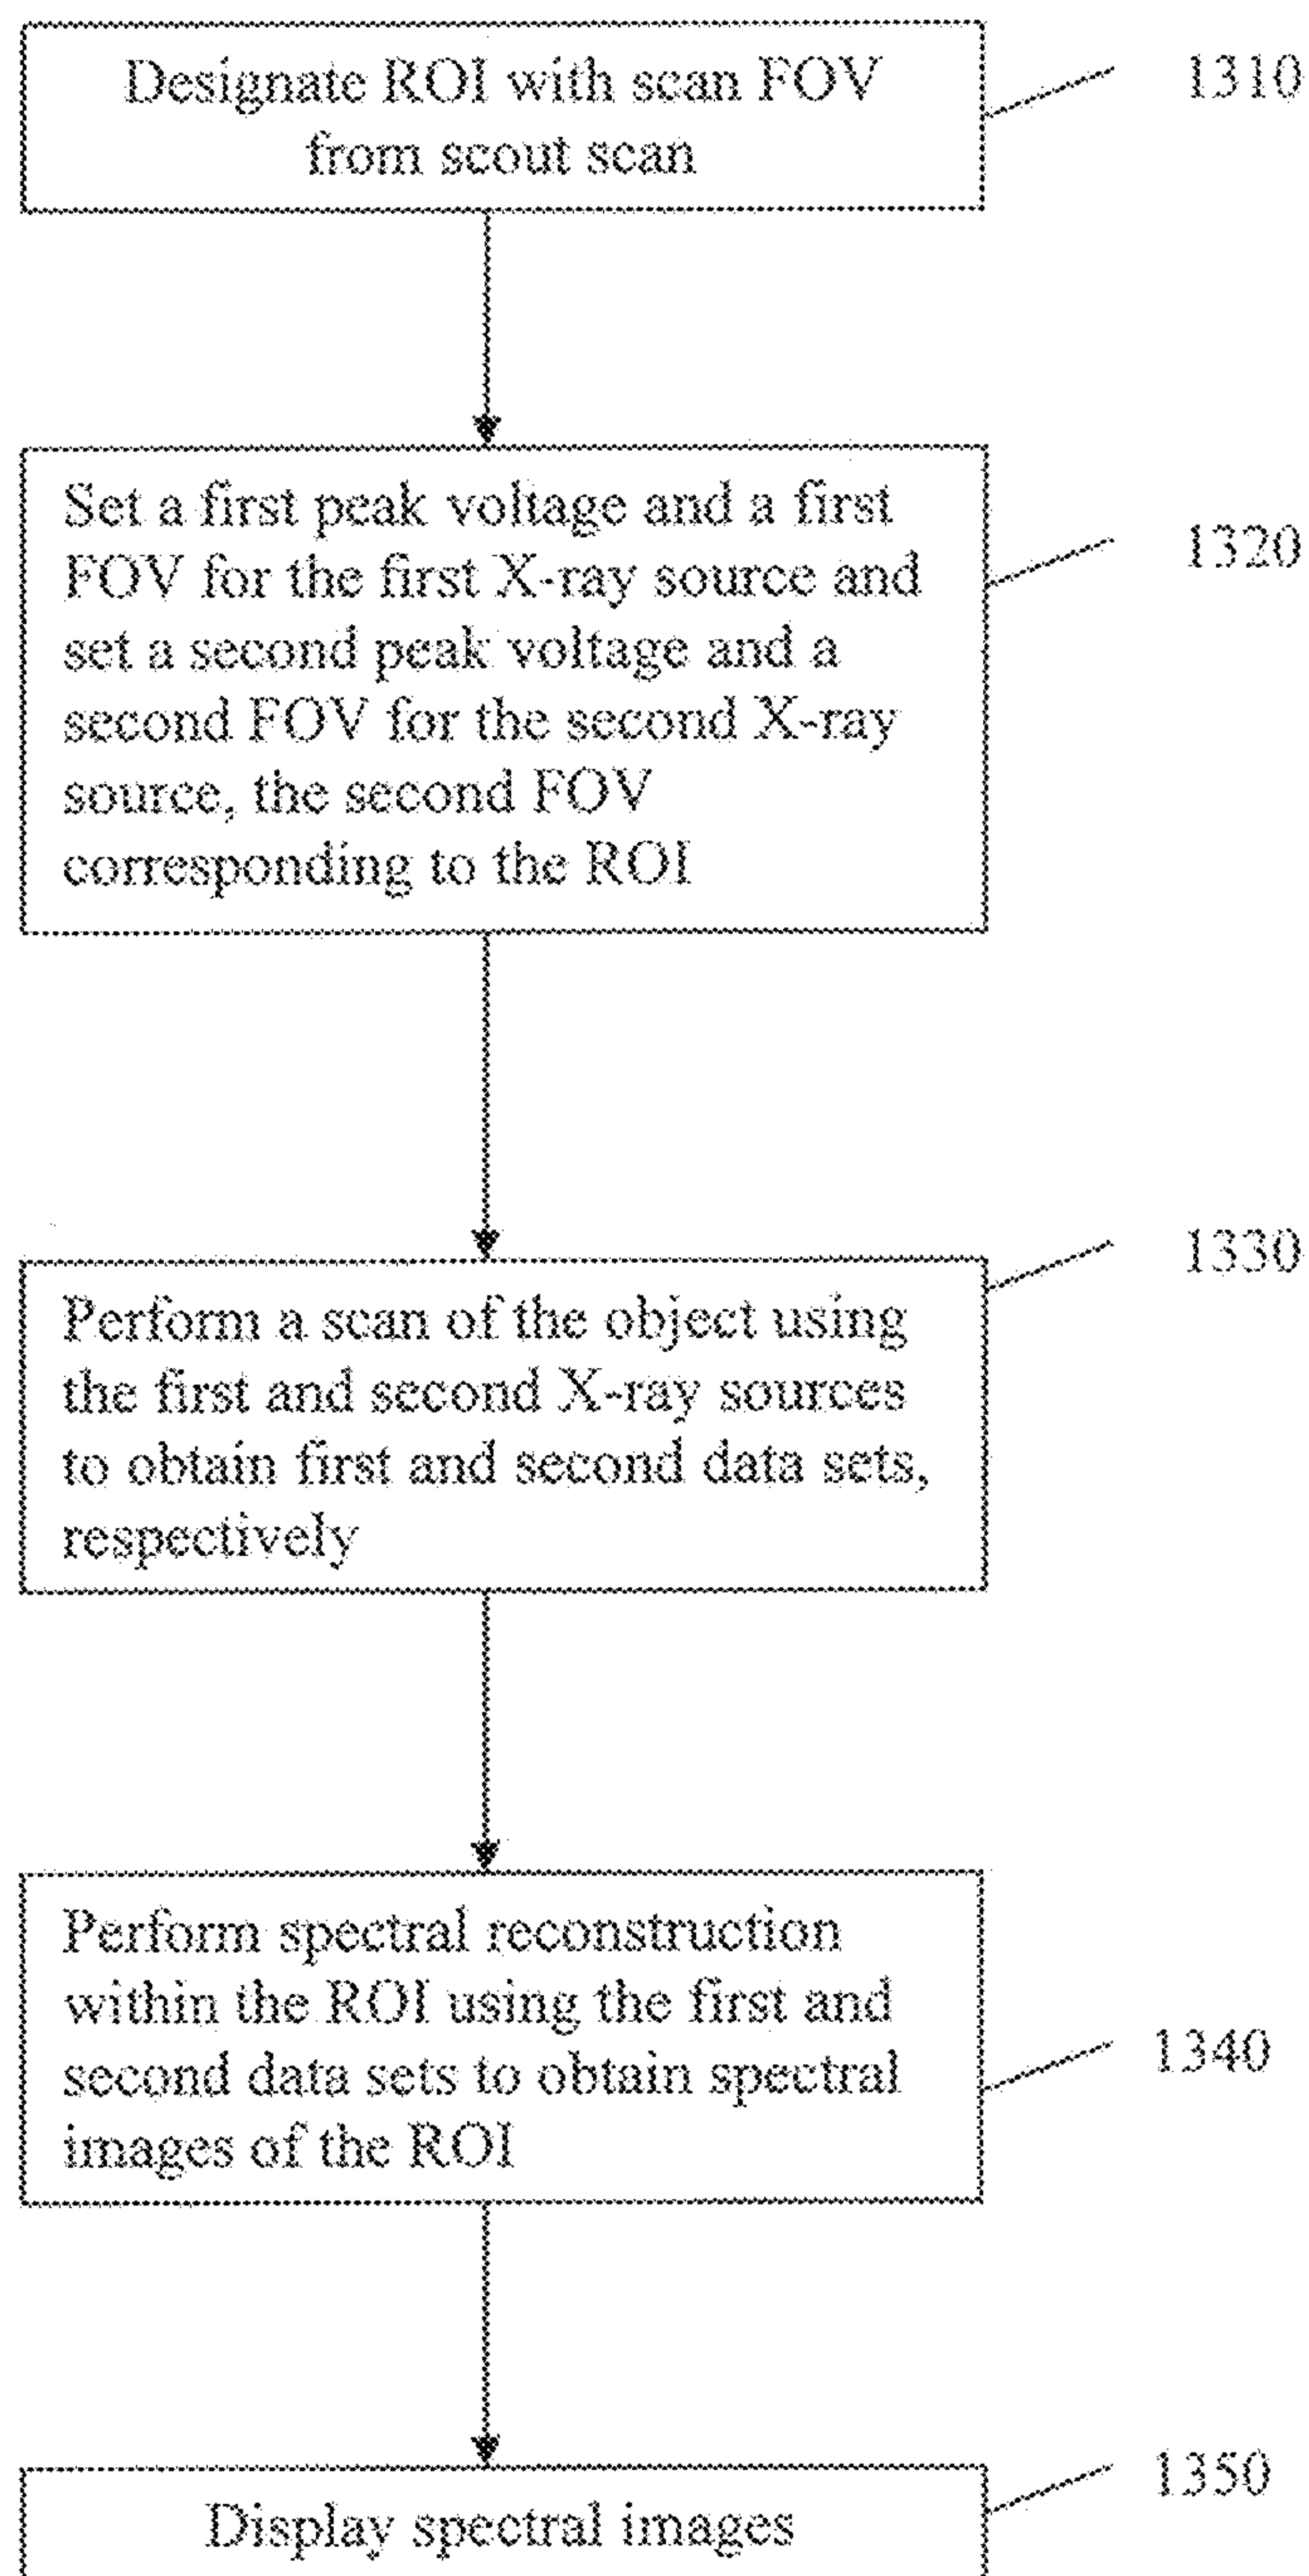 Designate ROI with scan FOV
from scout scan
1310
Set a first peak voltage and a first
FOV for the first X-ray source and
set a second peak voltage and a
second FOV for the second X-ray
source, the second FOV
corresponding to the ROI
1320
Perform a scan of the object using
the first and second X-ray sources
to obtain first and second data sets,
respectively
1330
Perform spectral reconstruction
within the ROI using the first and
second data sets to obtain spectral
images of the ROI
1340
Display spectral images
1350